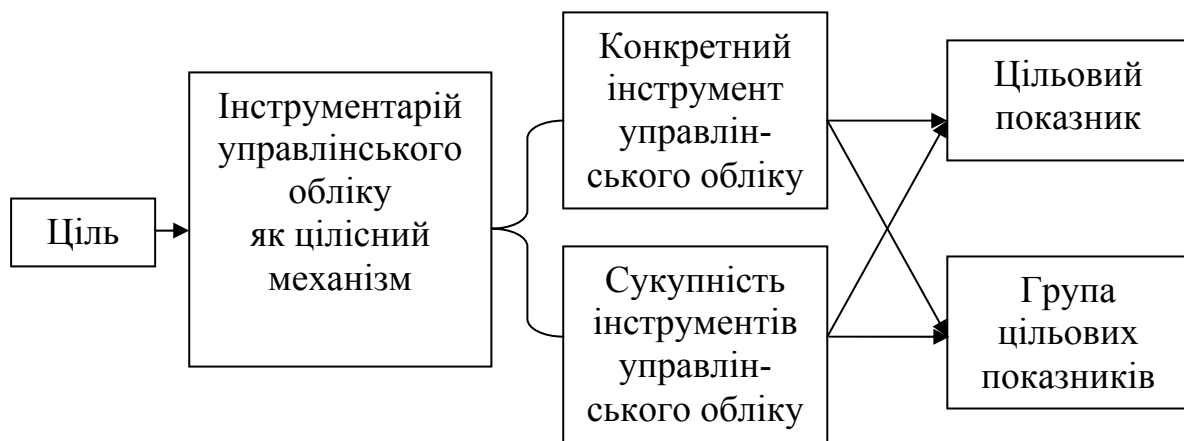 Ціль
Інструментарій
управлінського
обліку
як цілісний
механізм
Конкретний
інструмент
управлін-
ського обліку
Сукупність
інструментів
управлін-
ського обліку
Цільовий
показник
Група
цільових
показників